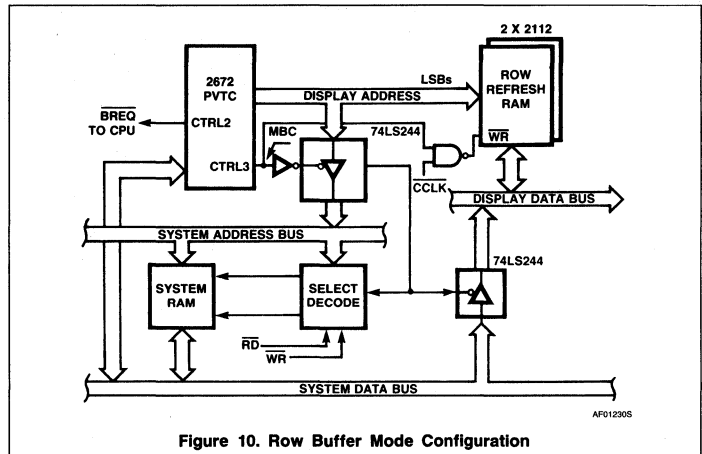 2 X 2112
2672
PVTC
LSBs
DISPLAY ADDRESS
ROW
REFRESH
RAM
BREQ
TO CPU
CTRL2
MBC
74LS244
WR
CTRL3
CCLK
DISPLAY DATA BUS
SYSTEM ADDRESS BUS
74LS244
SYSTEM
RAM
SELECT
DECODE
RD
WR
SYSTEM DATA BUS
AF01230S
Figure 10. Row Buffer Mode Configuration